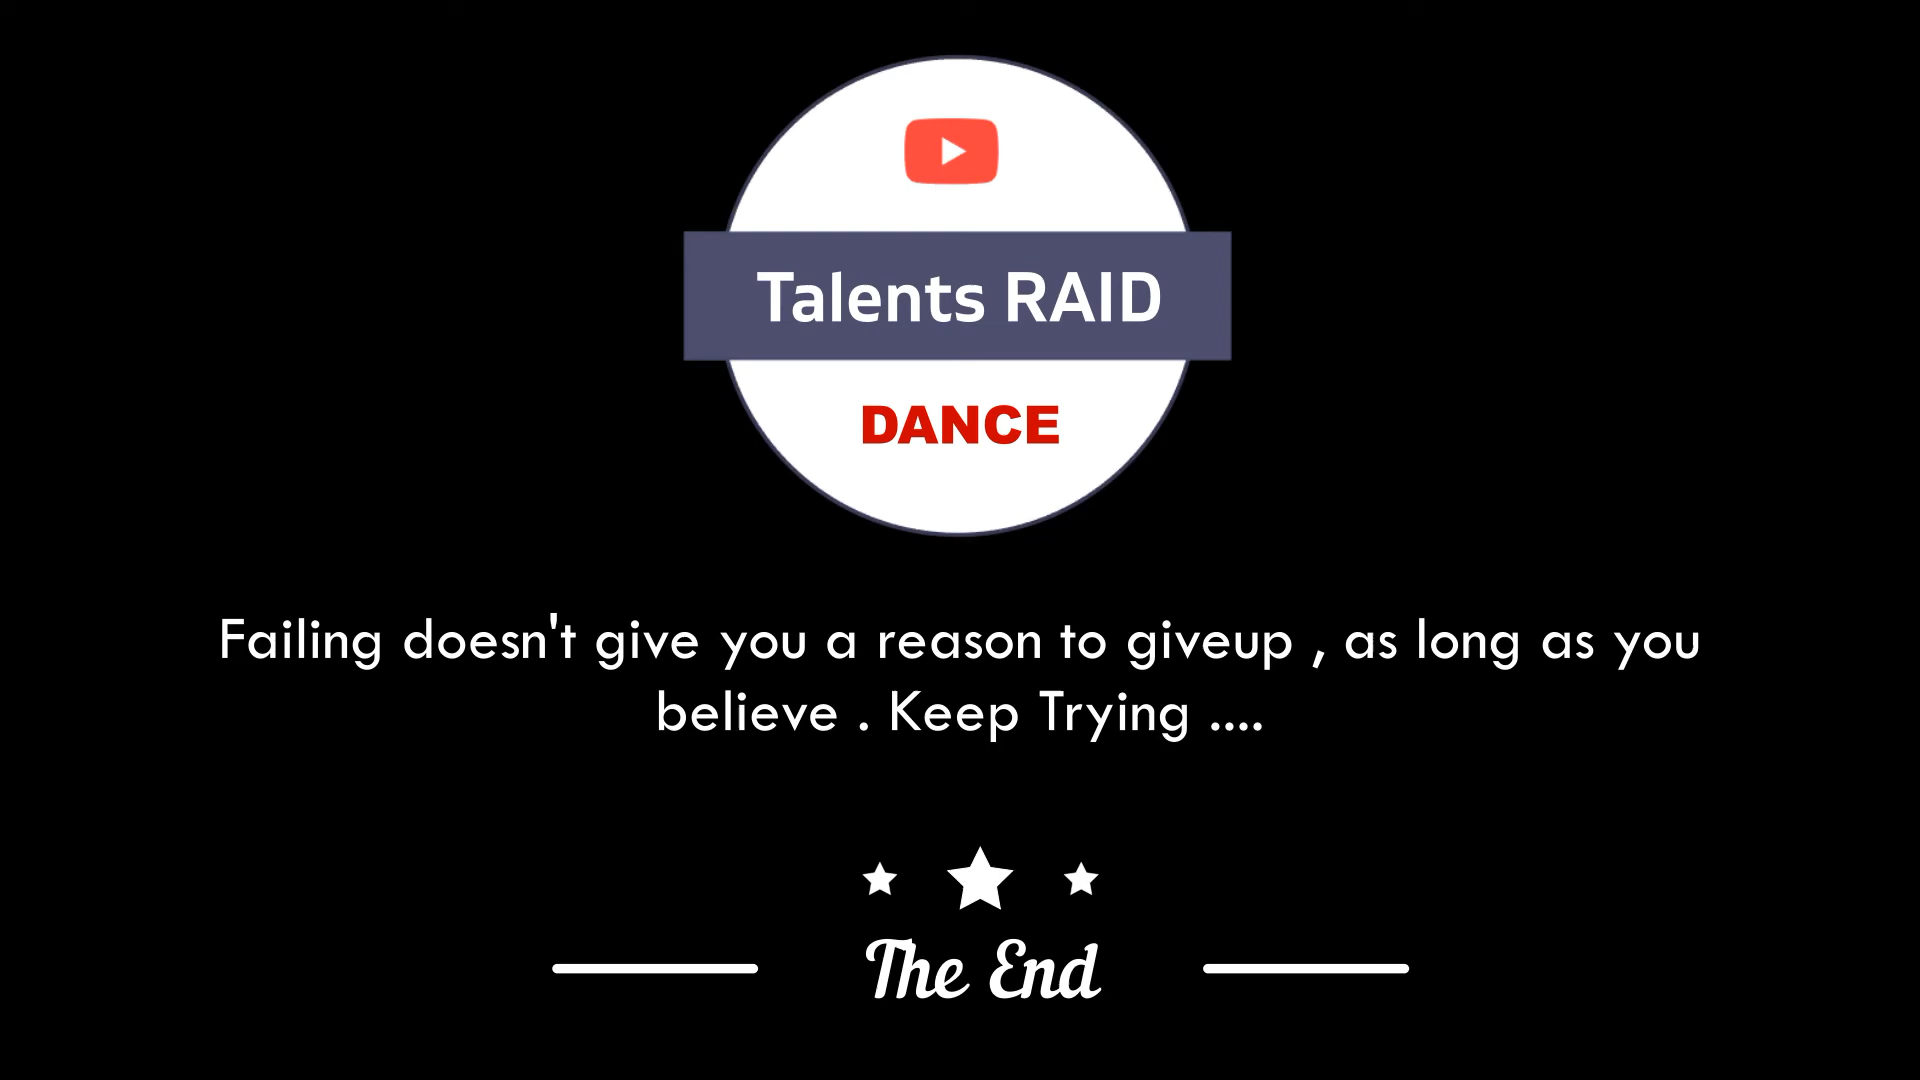 Talents RAID
DANCE
Failing doesn't give you a reason to giveup , as long as you
believe . Keep Trying ....
The End